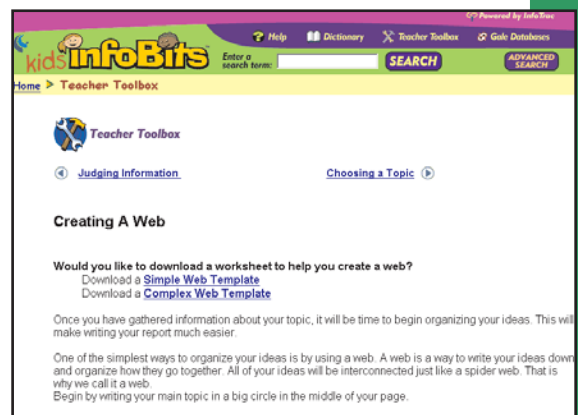 Powered by InfoTrac
Help Dictionary Teacher Toolbox Gale Databases
kids infoBits Enter a search term: SEARCH ADVANCED SEARCH
Home > Teacher Toolbox
Teacher Toolbox
Judging Information Choosing a Topic
Creating A Web
Would you like to download a worksheet to help you create a web?
Download a Simple Web Template
Download a Complex Web Template
Once you have gathered information about your topic, it will be time to begin organizing your ideas. This will
make writing your report much easier.
One of the simplest ways to organize your ideas is by using a web. A web is a way to write your ideas down
and organize how they go together. All of your ideas will be interconnected just like a spider web. That is
why we call it a web.
Begin by writing your main topic in a big circle in the middle of your page.